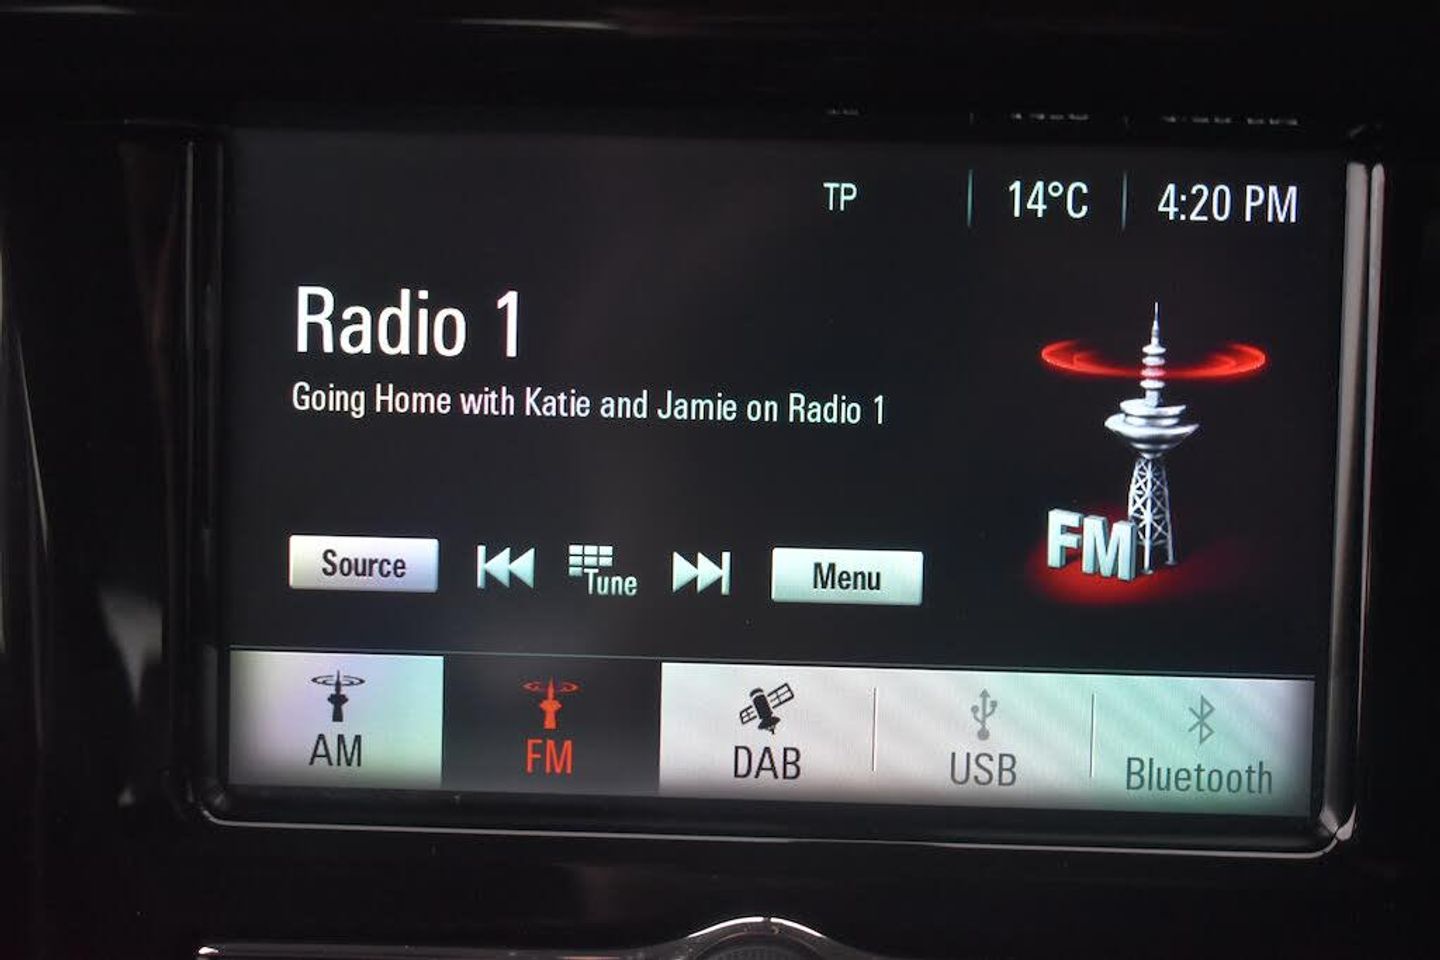 TP 14°C 4:20 PM
Radio 1
Going Home with Katie and Jamie on Radio 1
Source Tune Menu
FM
AM FM DAB USB Bluetooth